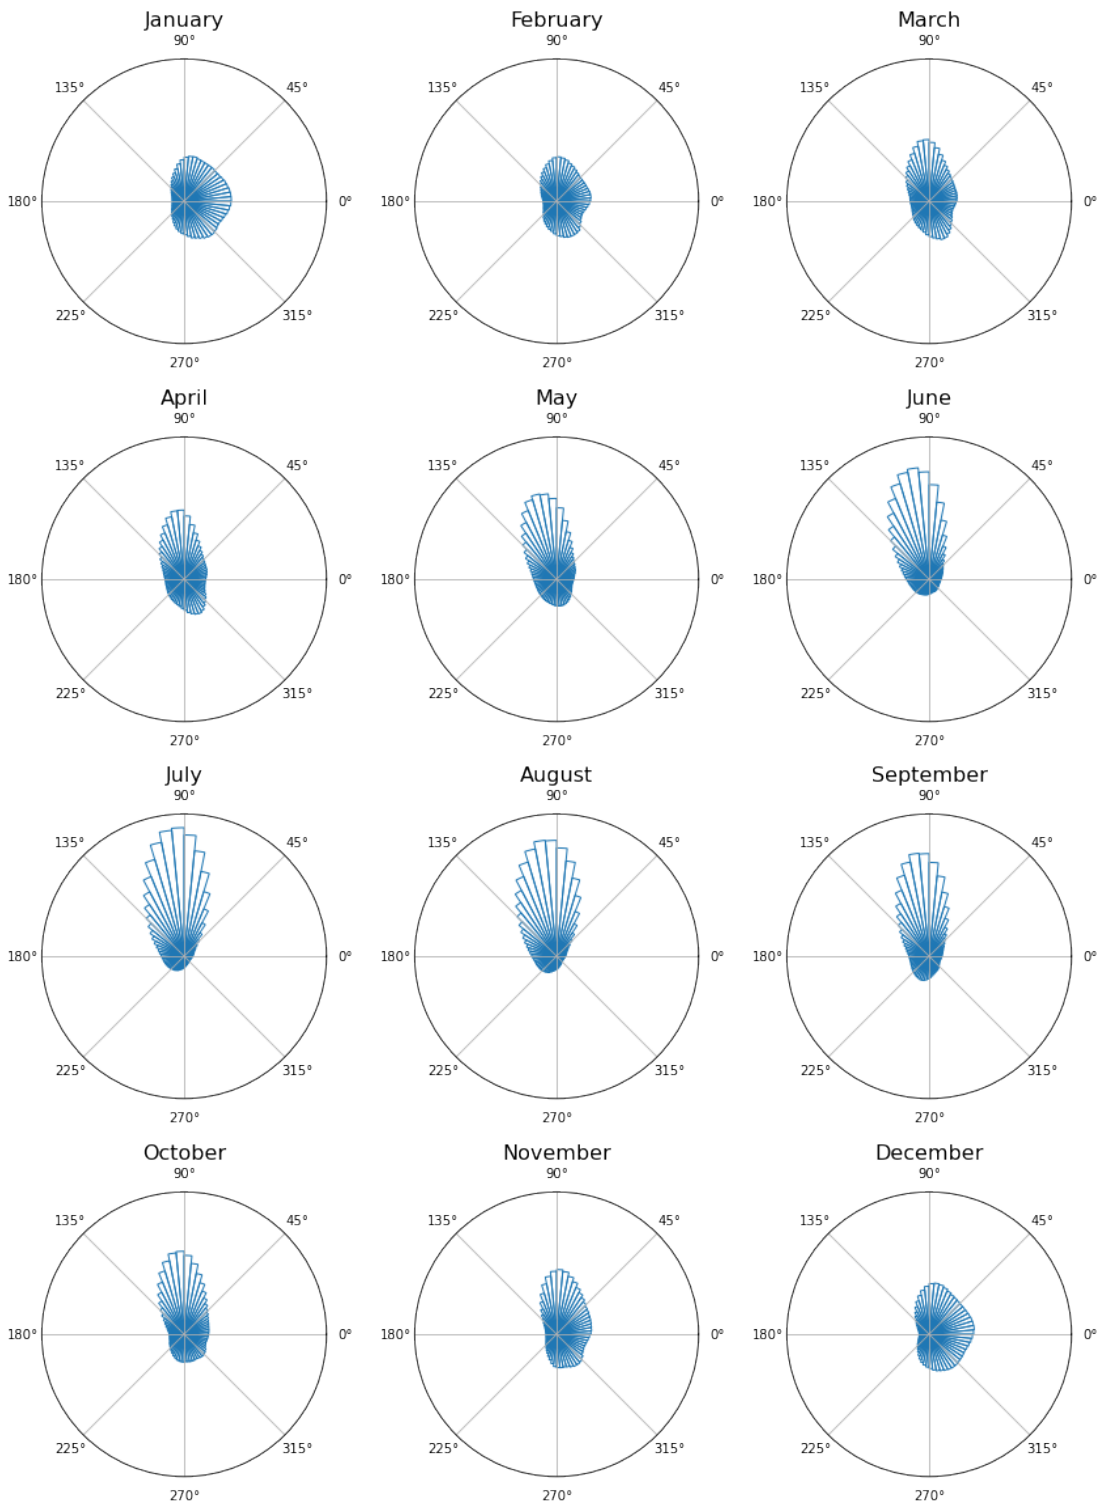 January February March
90° 90° 90°
135° 45° 135° 45° 135° 45°
180° 0° 180° 0° 180° 0°
225° 315° 225° 315° 225° 315°
270° 270° 270°
April May June
90° 90° 90°
135° 45° 135° 45° 135° 45°
180° 0° 180° 0° 180° 0°
225° 315° 225° 315° 225° 315°
270° 270° 270°
July August September
90° 90° 90°
135° 45° 135° 45° 135° 45°
180° 0° 180° 0° 180° 0°
225° 315° 225° 315° 225° 315°
270° 270° 270°
October November December
90° 90° 90°
135° 45° 135° 45° 135° 45°
180° 0° 180° 0° 180° 0°
225° 315° 225° 315° 225° 315°
270° 270° 270°